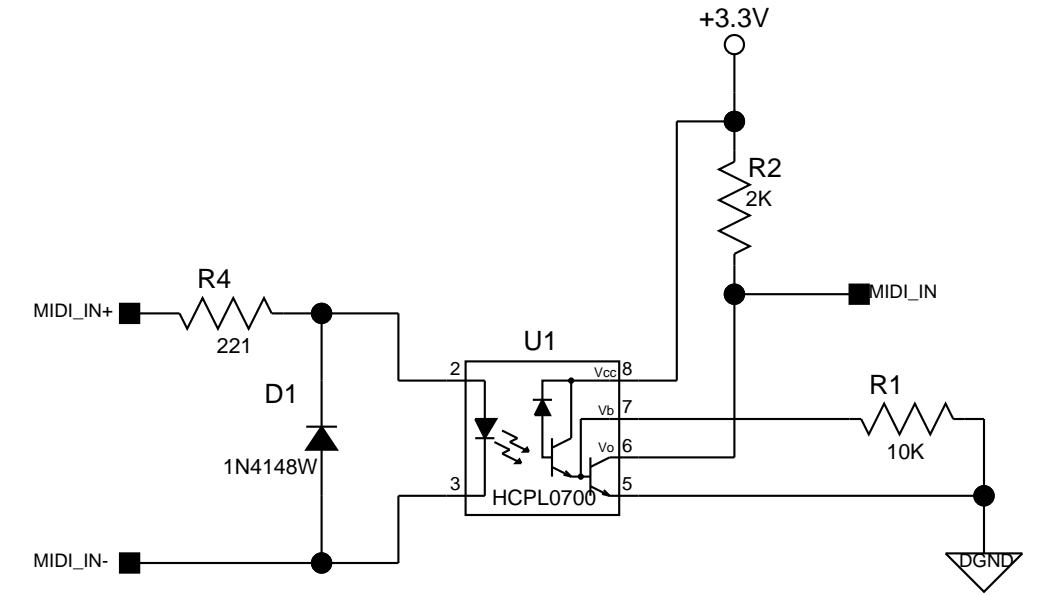 +3.3V
R2
2K
R4
MIDI_IN+
MIDI_IN
221
U1
2
Vcc 8
D1
Vb 7
R1
10K
Vo 6
1N4148W
3
5
HCPL0700
MIDI_IN-
DGND